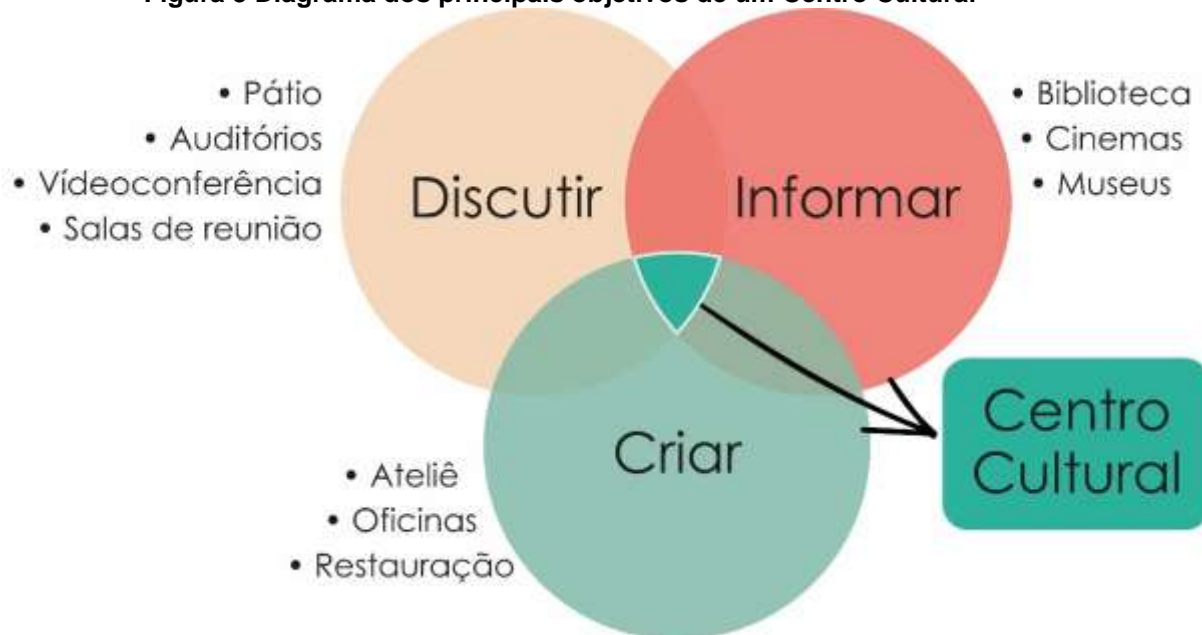 Figura 3 Diagrama dos principais objetivos de um Centro Cultural
• Pátio
• Auditórios
• Vídeoconferência
• Salas de reunião
Discutir
Informar
• Biblioteca
• Cinemas
• Museus
Criar
• Ateliê
• Oficinas
• Restauração
Centro
Cultural